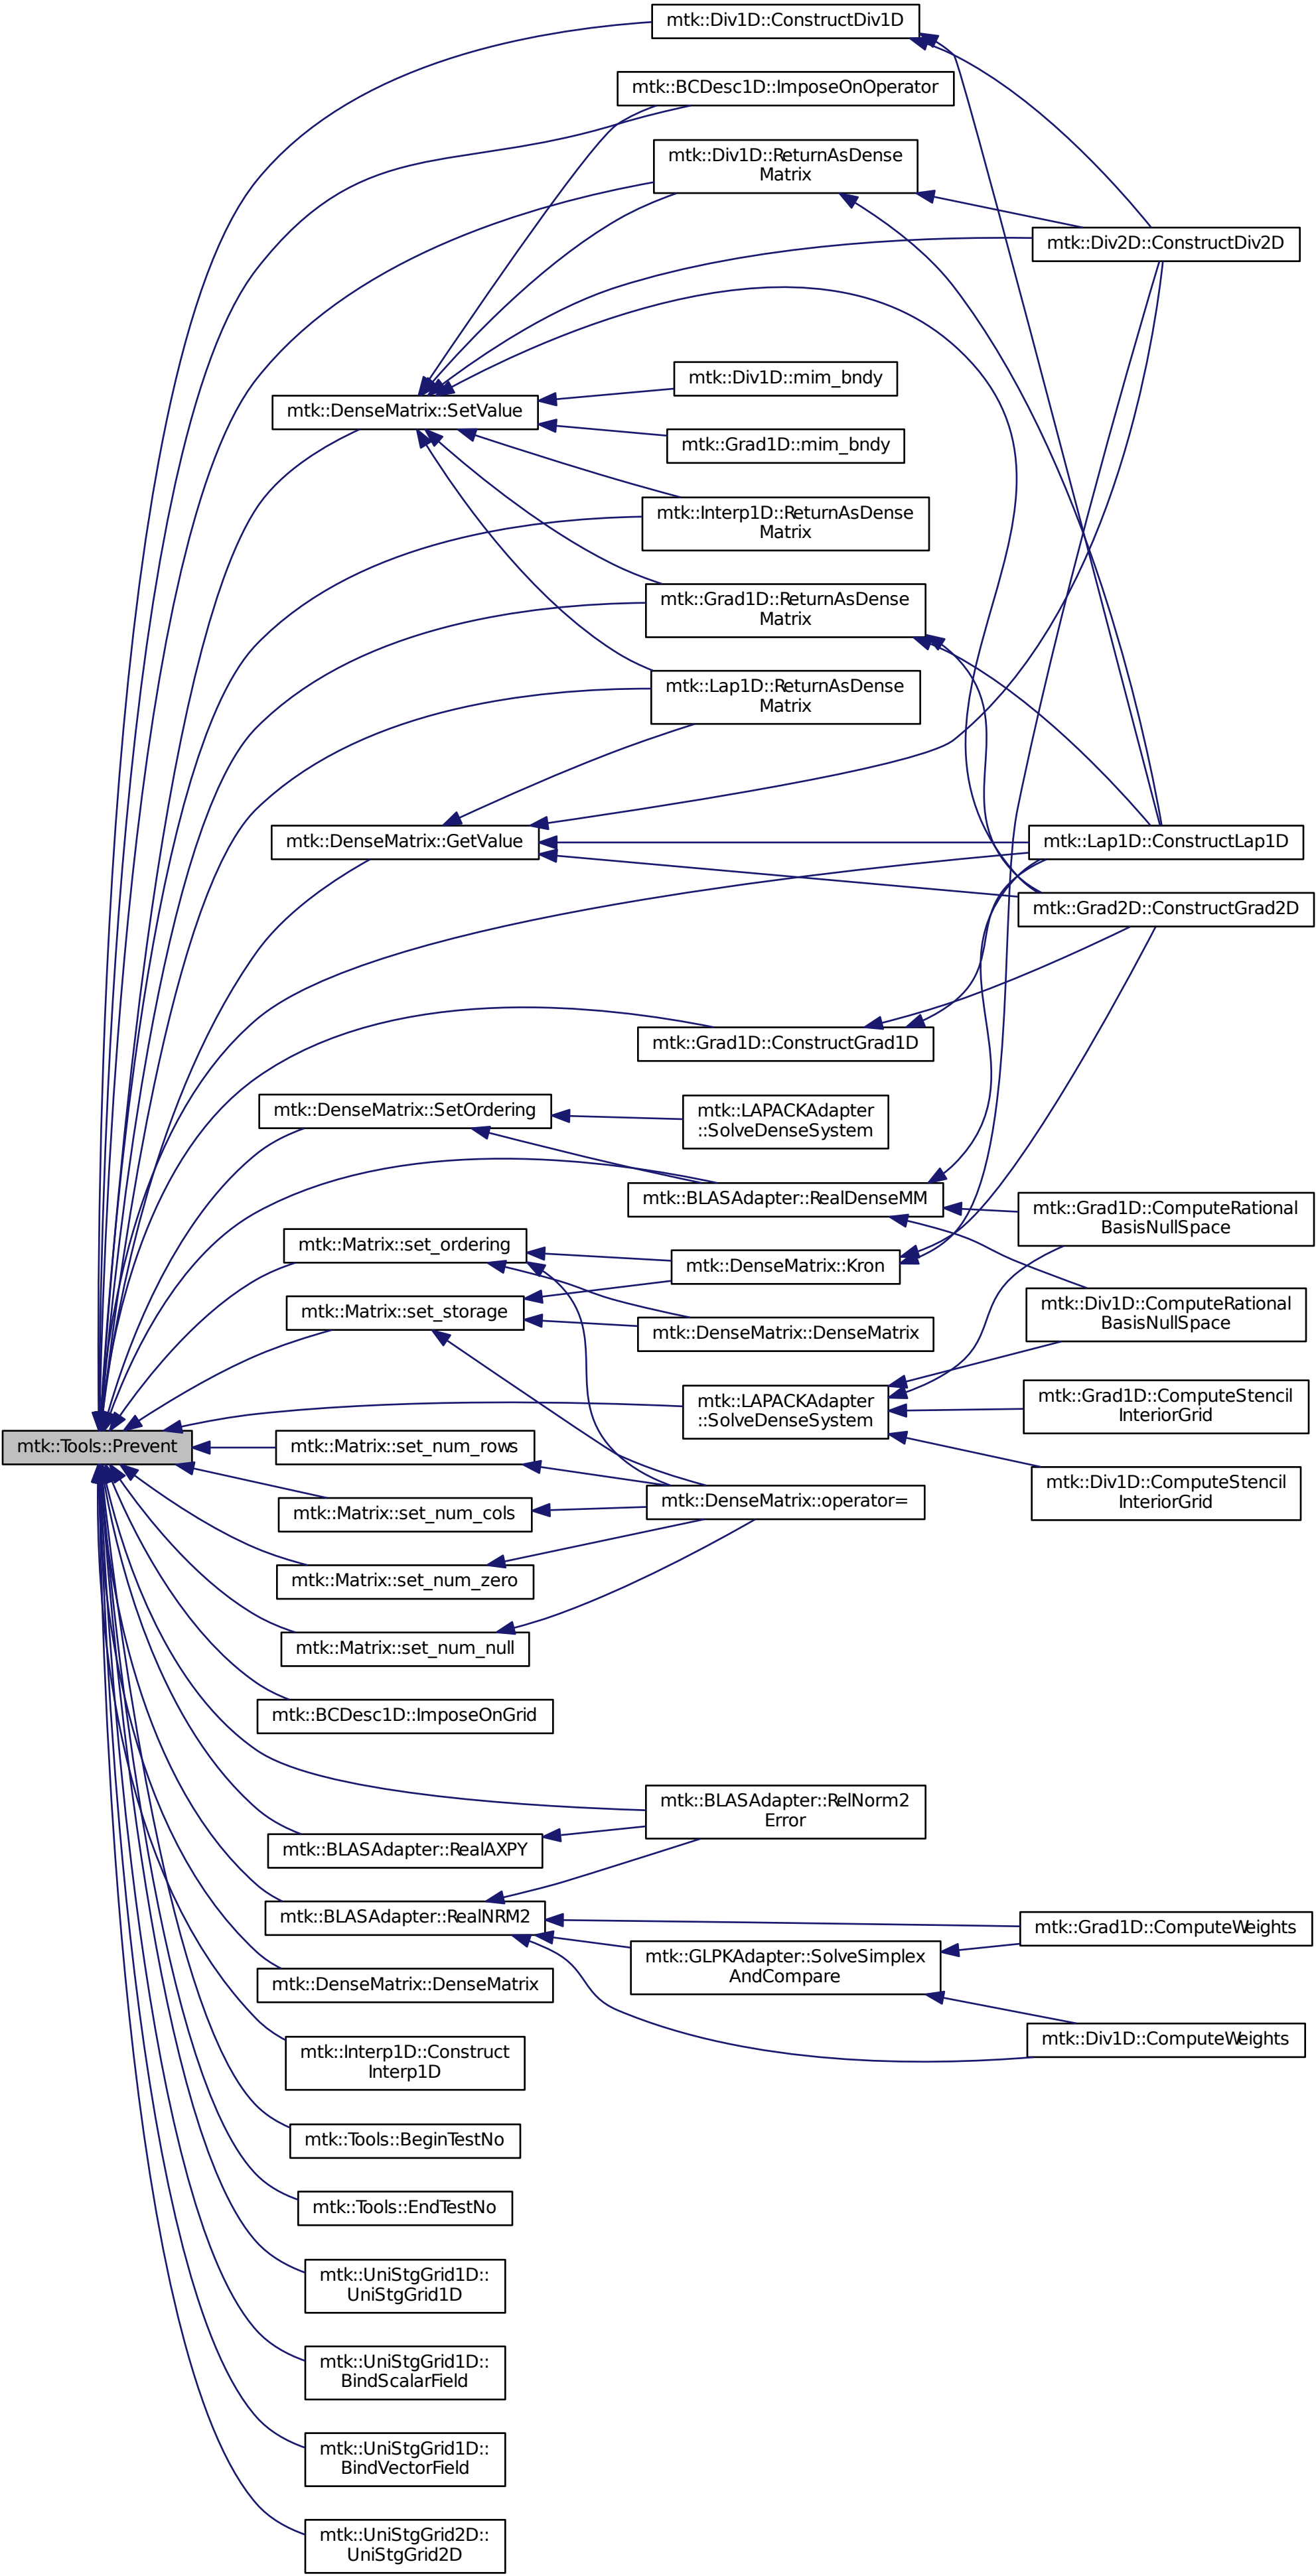 mtk::Div1D::ConstructDiv1D
mtk::BCDesc1D::ImposeOnOperator
mtk::Div1D::ReturnAsDense
Matrix
mtk::Div2D::ConstructDiv2D
mtk::Div1D::mim_bndy
mtk::DenseMatrix::SetValue
mtk::Grad1D::mim_bndy
mtk::Interp1D::ReturnAsDense
Matrix
mtk::Grad1D::ReturnAsDense
Matrix
mtk::Lap1D::ReturnAsDense
Matrix
mtk::DenseMatrix::GetValue
mtk::Lap1D::ConstructLap1D
mtk::Grad2D::ConstructGrad2D
mtk::Grad1D::ConstructGrad1D
mtk::DenseMatrix::SetOrdering
mtk::LAPACKAdapter
::SolveDenseSystem
mtk::BLASAdapter::RealDenseMM
mtk::Grad1D::ComputeRational
BasisNullSpace
mtk::Matrix::set_ordering
mtk::DenseMatrix::Kron
mtk::Matrix::set_storage
mtk::Div1D::ComputeRational
BasisNullSpace
mtk::DenseMatrix::DenseMatrix
mtk::LAPACKAdapter
::SolveDenseSystem
mtk::Grad1D::ComputeStencil
InteriorGrid
mtk::Tools::Prevent
mtk::Matrix::set_num_rows
mtk::Div1D::ComputeStencil
InteriorGrid
mtk::DenseMatrix::operator=
mtk::Matrix::set_num_cols
mtk::Matrix::set_num_zero
mtk::Matrix::set_num_null
mtk::BCDesc1D::ImposeOnGrid
mtk::BLASAdapter::RelNorm2
Error
mtk::BLASAdapter::RealAXPY
mtk::BLASAdapter::RealNRM2
mtk::Grad1D::ComputeWeights
mtk::GLPKAdapter::SolveSimplex
AndCompare
mtk::DenseMatrix::DenseMatrix
mtk::Div1D::ComputeWeights
mtk::Interp1D::Construct
Interp1D
mtk::Tools::BeginTestNo
mtk::Tools::EndTestNo
mtk::UniStgGrid1D::
UniStgGrid1D
mtk::UniStgGrid1D::
BindScalarField
mtk::UniStgGrid1D::
BindVectorField
mtk::UniStgGrid2D::
UniStgGrid2D